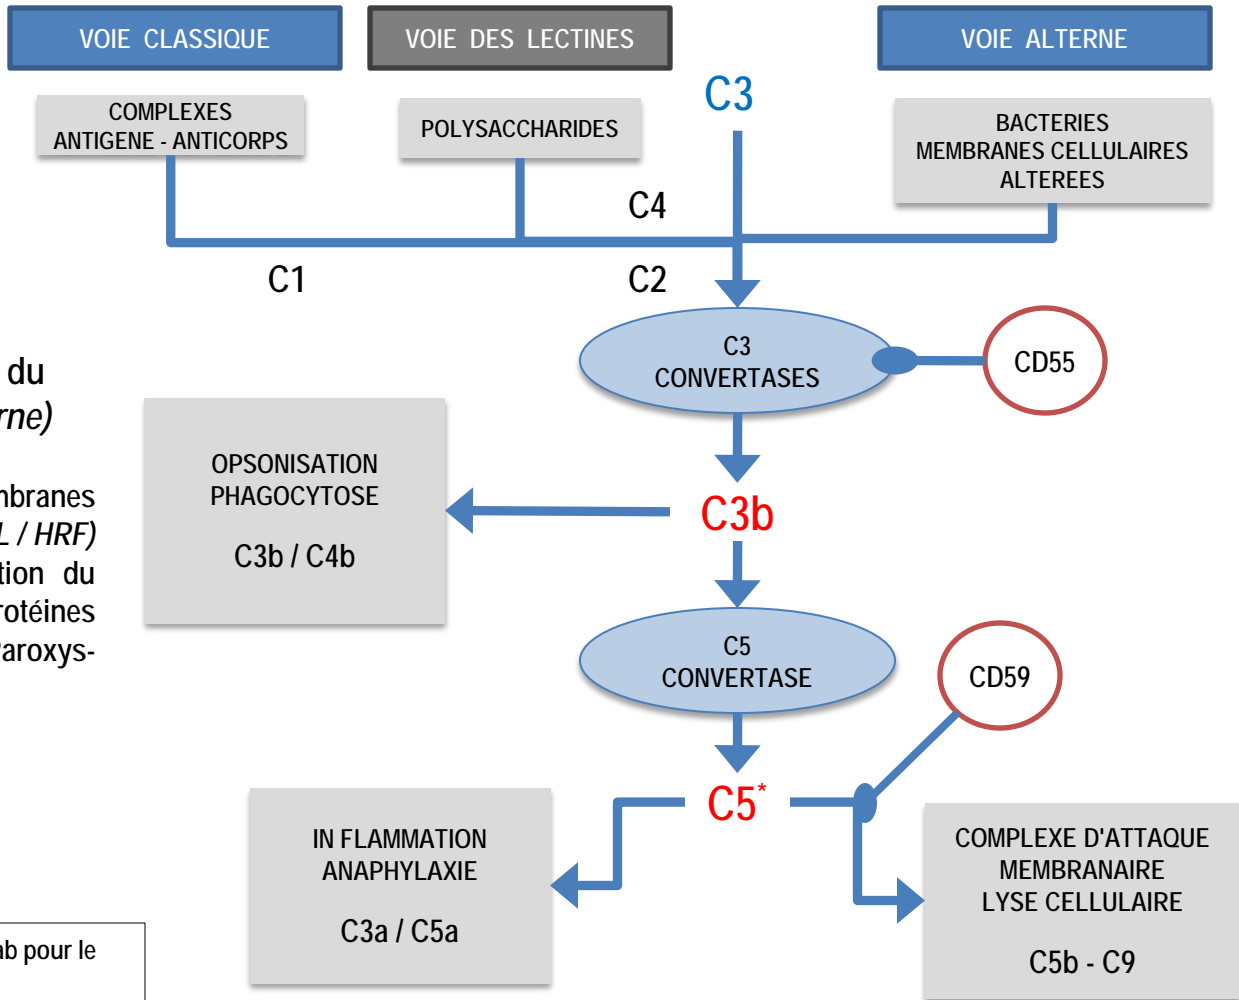 VOIE CLASSIQUE
VOIE DES LECTINES
VOIE ALTERNE
COMPLEXES
ANTIGENE - ANTICORPS
POLYSACCHARIDES
C3
BACTERIES
MEMBRANES CELLULAIRES
ALTEREES
C4
C1
C2
C3
CONVERTASES
CD55
du
rne)
OPSONISATION
PHAGOCYTOSE
C3b / C4b
mbranes
L / HRF)
tion du
rotéines
Paroxys-
C3b
C5
CONVERTASE
CD59
C5*
IN FLAMMATION
ANAPHYLAXIE
C3a / C5a
COMPLEXE D'ATTAQUE
MEMBRANAIRE
LYSE CELLULAIRE
C5b - C9
ab pour le